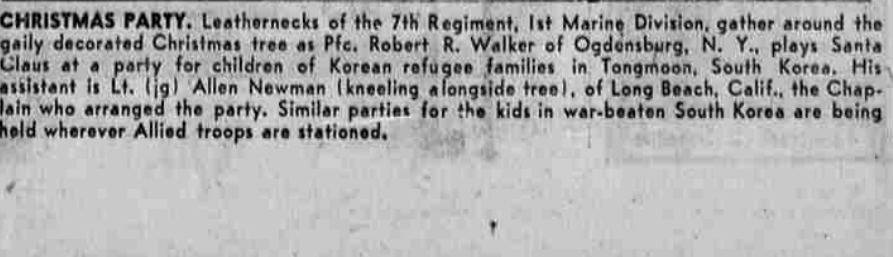 CHRISTMAS PARTY. Leathernecks of the 7th Regiment, 1st Marine Division, gather around the
gaily decorated Christmas tree as Pfc. Robert R. Walker of Ogdensburg, N. Y., plays Santa
Claus at a party for children of Korean refugee families in Tongmoon, South Korea. His
assistant is Lt. (jg) Allen Newman (kneeling alongside tree), of Long Beach, Calif., the Chap-
lain who arranged the party. Similar parties for the kids in war-beaten South Korea are being
held wherever Allied troops are stationed.